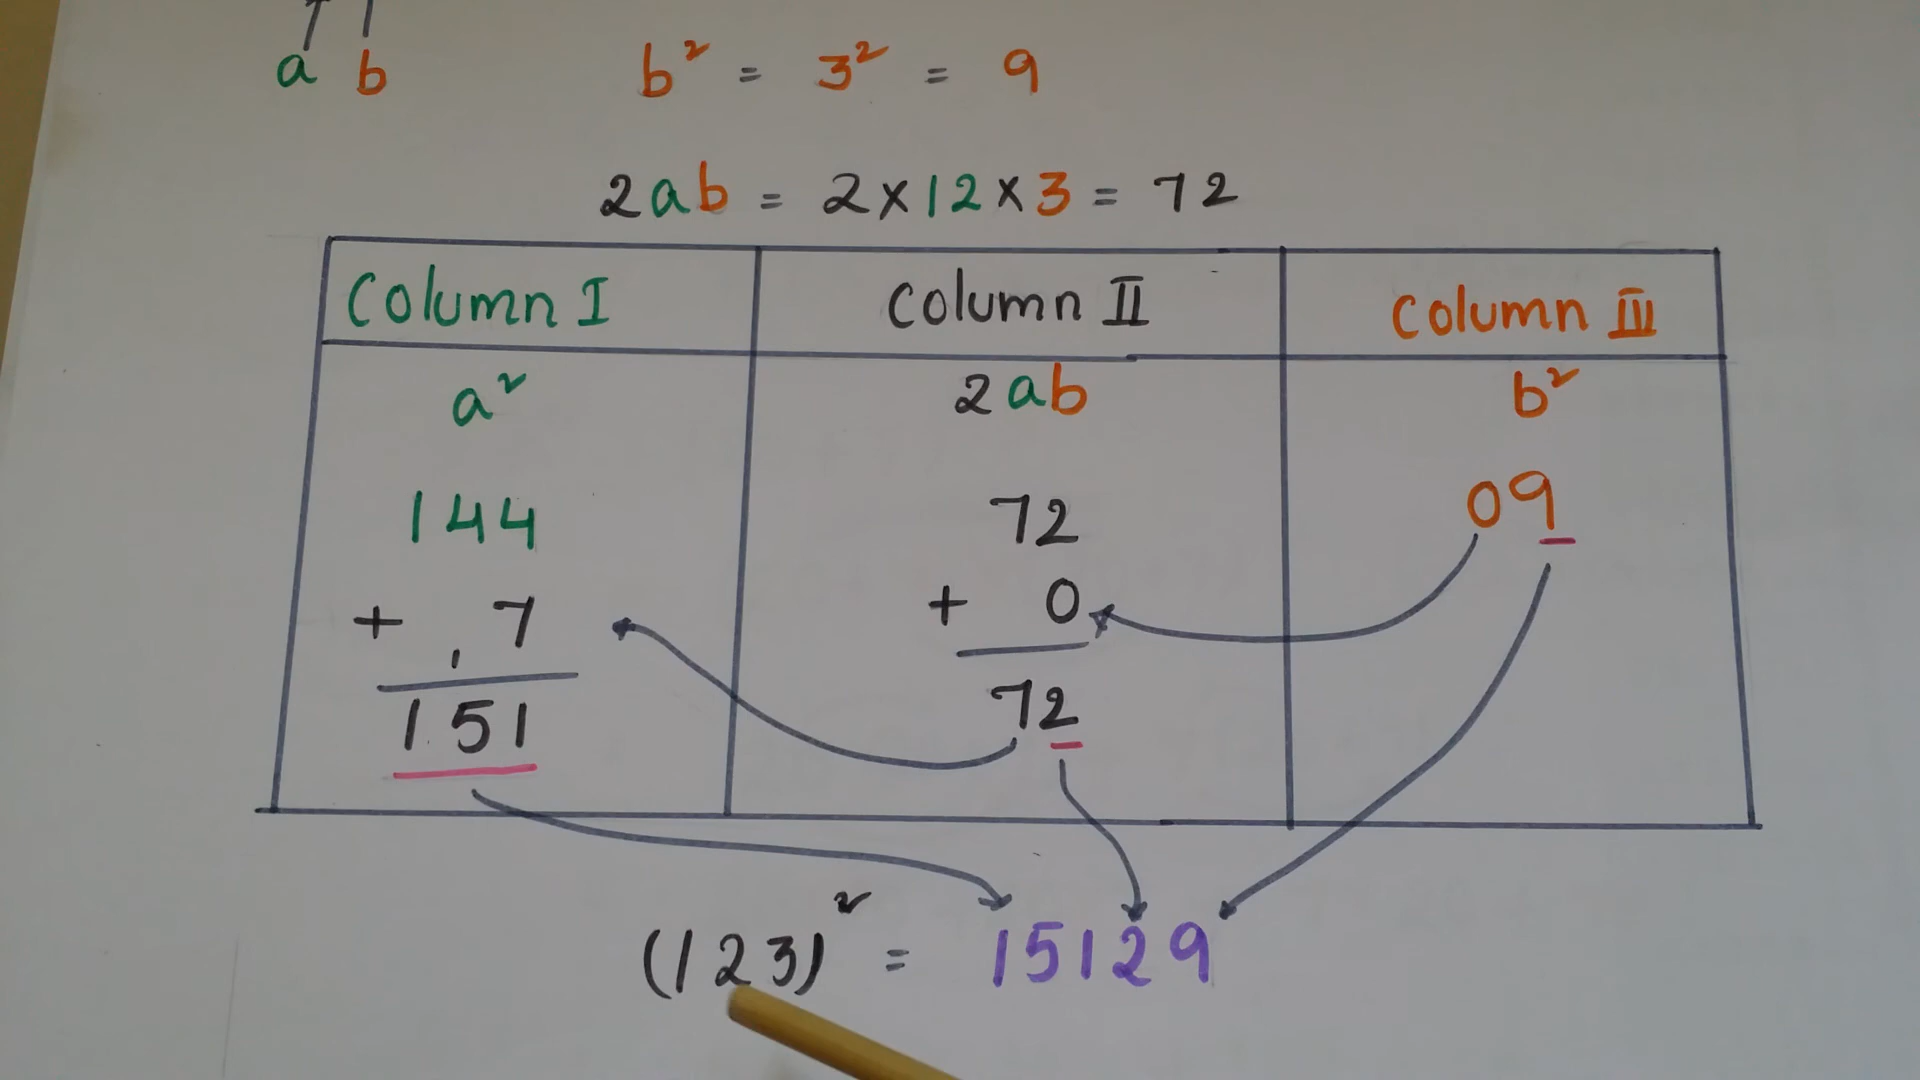 a b
b² = 3² = 9
2ab = 2×12×3 = 72
Column I Column II Column III
a² 2ab b²
144 72 09
+ 7 + 0
1
151 72
(123)² = 15129